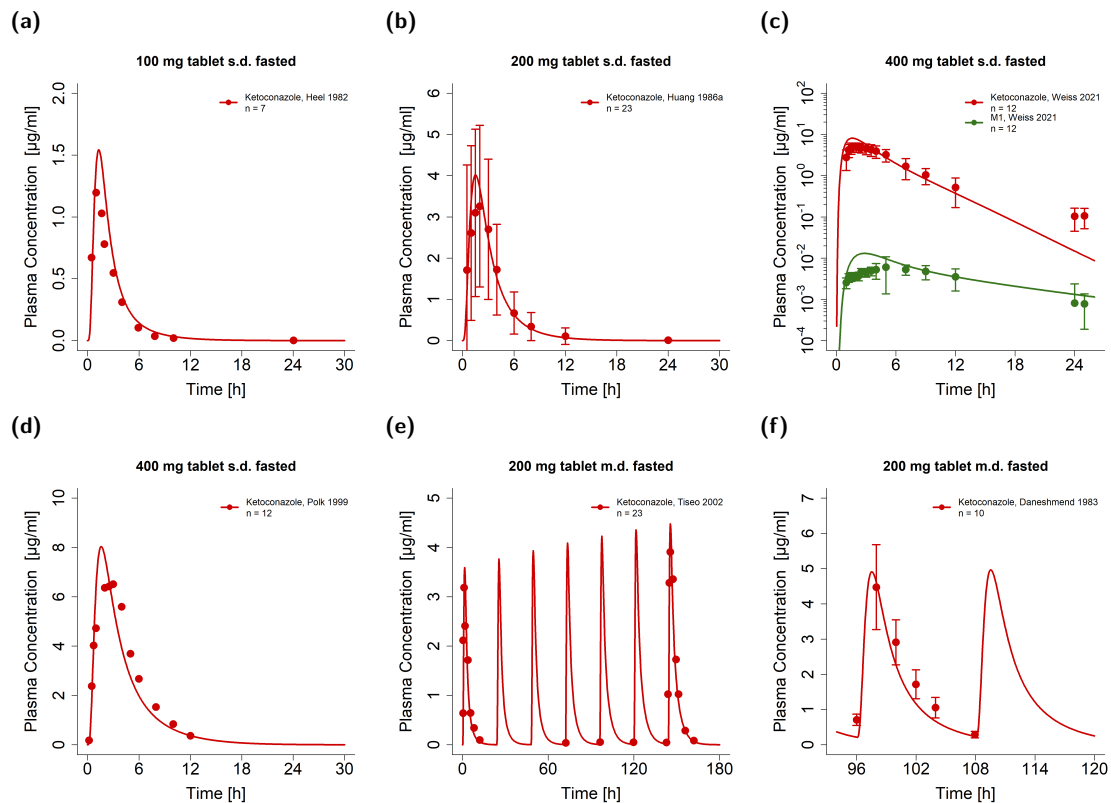 (a)
100 mg tablet s.d. fasted
Ketoconazole, Heel 1982
n = 7
Plasma Concentration [µg/ml]
0.0 0.5 1.0 1.5 2.0
0 6 12 18 24 30
Time [h]
(b)
200 mg tablet s.d. fasted
Ketoconazole, Huang 1986a
n = 23
Plasma Concentration [µg/ml]
0 1 2 3 4 5 6
0 6 12 18 24 30
Time [h]
(c)
400 mg tablet s.d. fasted
Ketoconazole, Weiss 2021
n = 12
M1, Weiss 2021
n = 12
Plasma Concentration [µg/ml]
10⁻⁴ 10⁻³ 10⁻² 10⁻¹ 10⁰ 10¹ 10²
0 6 12 18 24
Time [h]
(d)
400 mg tablet s.d. fasted
Ketoconazole, Polk 1999
n = 12
Plasma Concentration [µg/ml]
0 2 4 6 8 10
0 6 12 18 24 30
Time [h]
(e)
200 mg tablet m.d. fasted
Ketoconazole, Tiseo 2002
n = 23
Plasma Concentration [µg/ml]
0 1 2 3 4 5
0 60 120 180
Time [h]
(f)
200 mg tablet m.d. fasted
Ketoconazole, Daneshmend 1983
n = 10
Plasma Concentration [µg/ml]
0 1 2 3 4 5 6 7
96 102 108 114 120
Time [h]